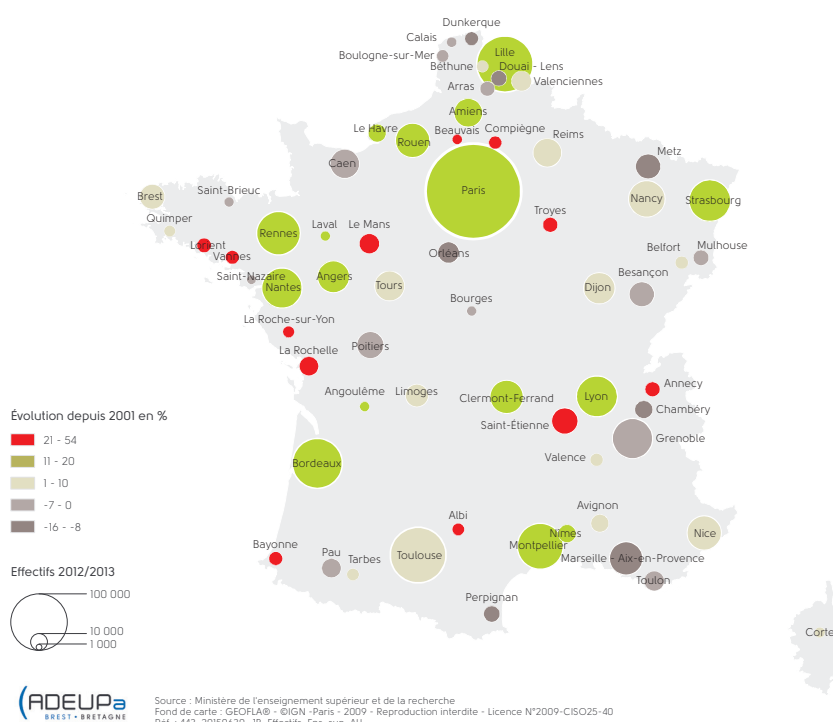 Dunkerque
Calais
Boulogne-sur-Mer
Lille
Béthune
Douai - Lens
Arras
Valenciennes
Amiens
Le Havre
Rouen
Beauvais
Compiègne
Reims
Metz
Caen
Paris
Nancy
Strasbourg
Brest
Saint-Brieuc
Quimper
Rennes
Laval
Le Mans
Troyes
Lorient
Vannes
Orléans
Belfort
Mulhouse
Saint-Nazaire
Nantes
Angers
Tours
Dijon
Besançon
Bourges
La Roche-sur-Yon
La Rochelle
Poitiers
Angoulême
Limoges
Clermont-Ferrand
Lyon
Annecy
Chambéry
Saint-Étienne
Grenoble
Valence
Bordeaux
Avignon
Albi
Nîmes
Nice
Bayonne
Pau
Tarbes
Toulouse
Montpellier
Marseille - Aix-en-Provence
Toulon
Perpignan
Corte
Évolution depuis 2001 en %
21 - 54
11 - 20
1 - 10
-7 - 0
-16 - -8
Effectifs 2012/2013
100 000
10 000
1 000
ADEUPa
BREST • BRETAGNE
Source : Ministère de l'enseignement supérieur et de la recherche
Fond de carte : GEOFLA® - ©IGN -Paris - 2009 - Reproduction interdite - Licence N°2009-CISO25-40